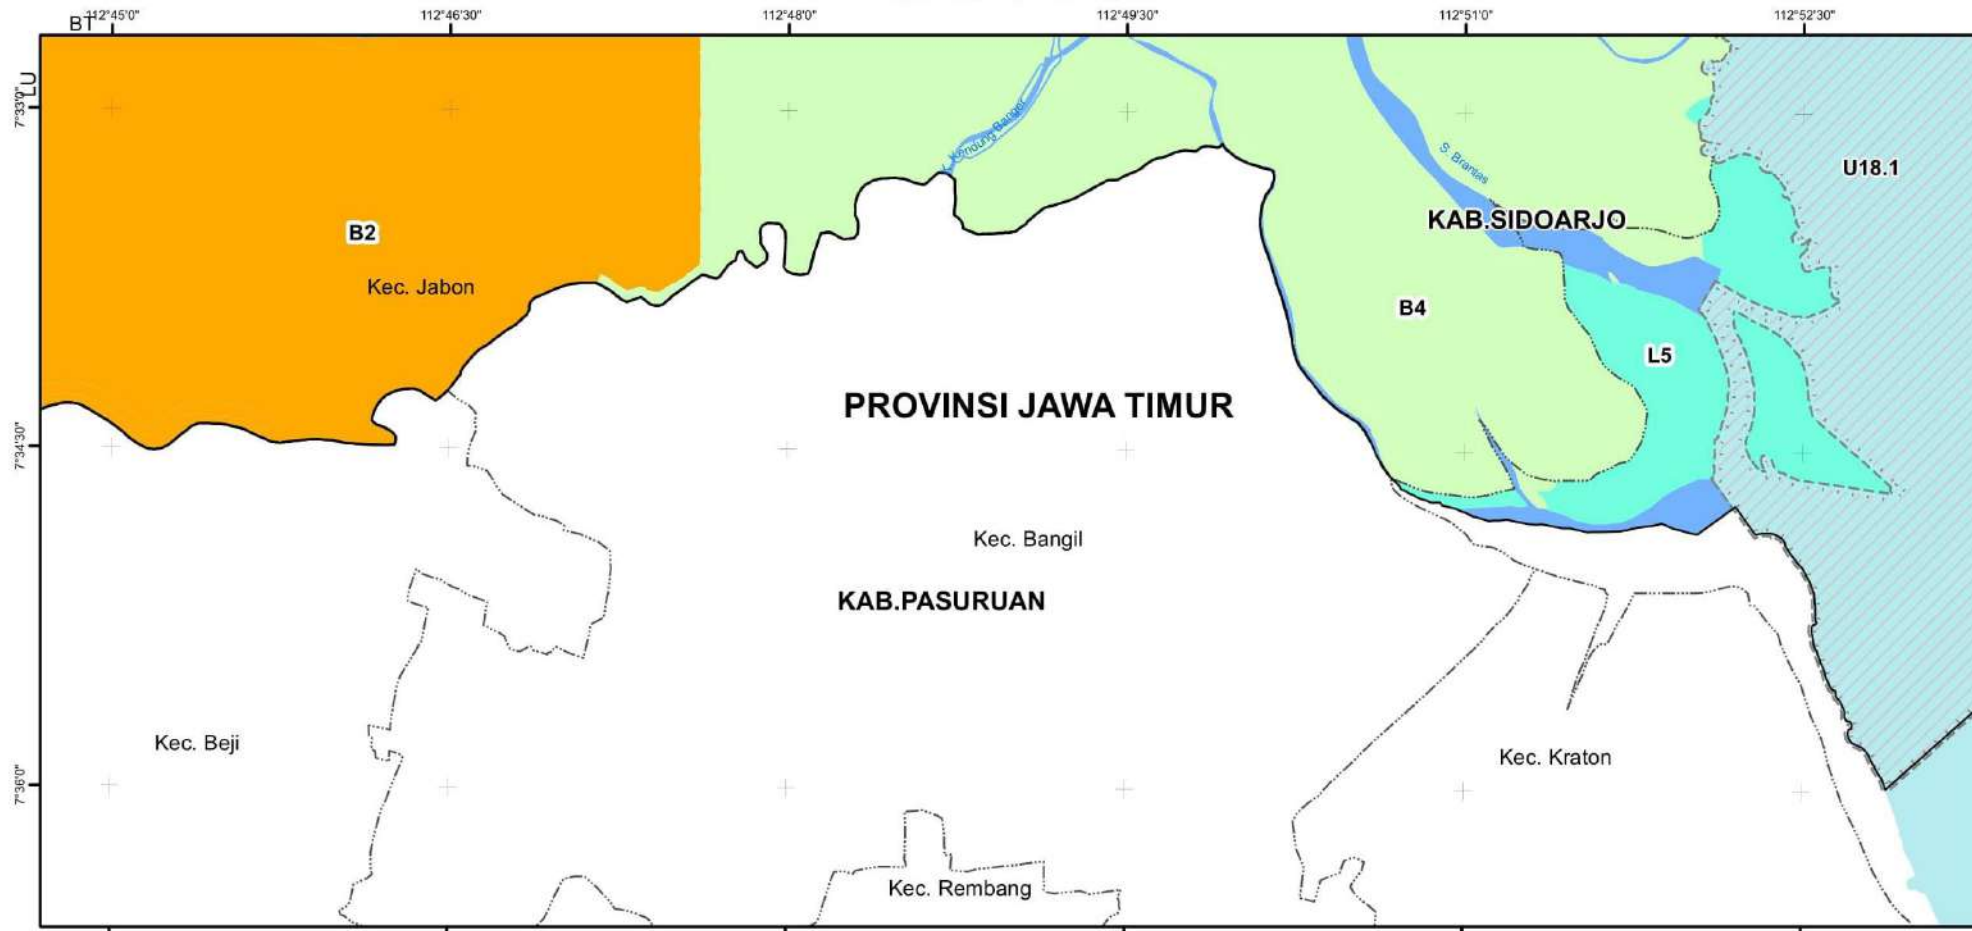 BT
112°45'0"
112°46'30"
112°48'0"
112°49'30"
112°51'0"
112°52'30"
LU
7°33'0"
Kendung Banger
S. Brantas
U18.1
KAB.SIDOARJO
B2
Kec. Jabon
B4
L5
PROVINSI JAWA TIMUR
7°34'30"
Kec. Bangil
KAB.PASURUAN
Kec. Beji
Kec. Kraton
7°36'0"
Kec. Rembang